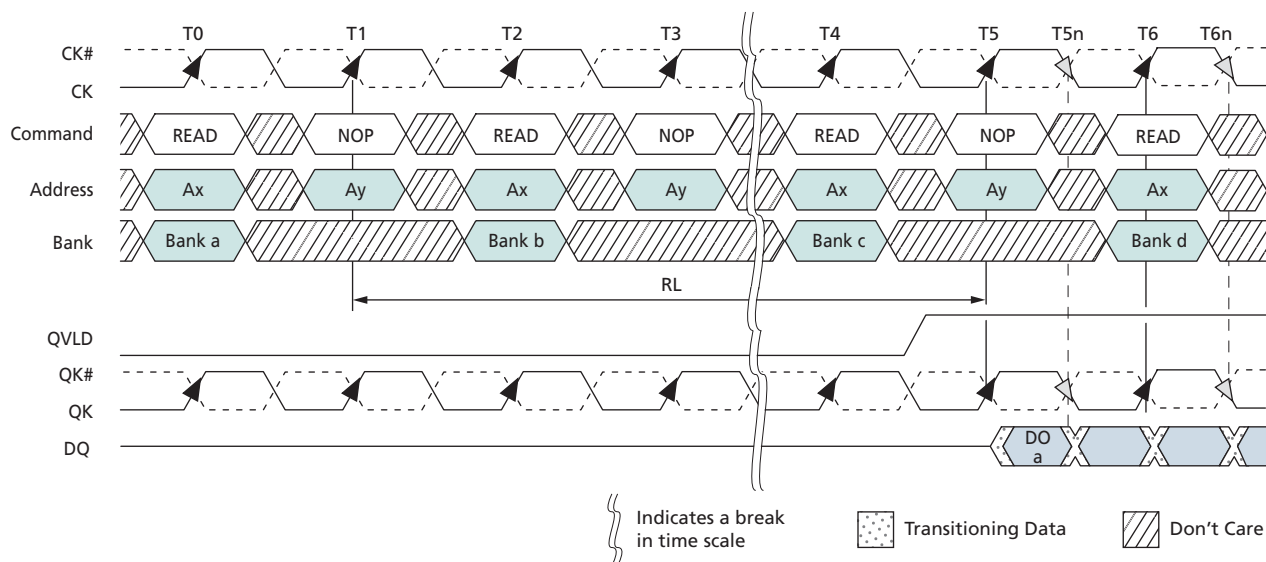 T0 T1 T2 T3 T4 T5 T5n T6 T6n
CK#
CK
Command READ NOP READ NOP READ NOP READ
Address Ax Ay Ax Ay Ax Ay Ax
Bank Bank a Bank b Bank c Bank d
RL
QVLD
QK#
QK
DQ DO
a
Indicates a break
in time scale
Transitioning Data
Don't Care